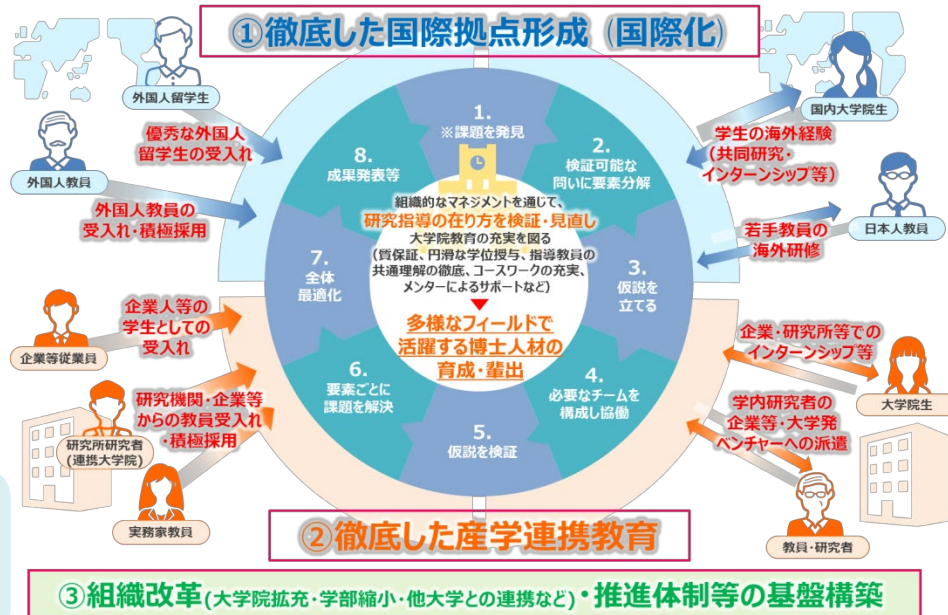 ①徹底した国際拠点形成（国際化）
外国人留学生
優秀な外国人
留学生の受入れ
外国人教員
外国人教員の
受入れ・積極採用
国内大学院生
学生の海外経験
（共同研究・
インターンシップ等）
日本人教員
若手教員の
海外研修
1.
※課題を発見
2.
検証可能な
問いに要素分解
3.
仮説を
立てる
4.
必要なチームを
構成し協働
5.
仮説を検証
6.
要素ごとに
課題を解決
7.
全体
最適化
8.
成果発表等
組織的なマネジメントを通じて、
研究指導の在り方を検証・見直し
大学院教育の充実を図る
（質保証、円滑な学位授与、指導教員の
共通理解の徹底、コースワークの充実、
メンターによるサポートなど）
多様なフィールドで
活躍する博士人材の
育成・輩出
企業人等の
学生としての
受入れ
企業等従業員
研究機関・企業等
からの教員受入れ
・積極採用
研究所研究者
(連携大学院)
実務家教員
企業・研究所等での
インターンシップ等
大学院生
学内研究者の
企業等・大学発
ベンチャーへの派遣
教員・研究者
②徹底した産学連携教育
③組織改革(大学院拡充・学部縮小・他大学との連携など)・推進体制等の基盤構築